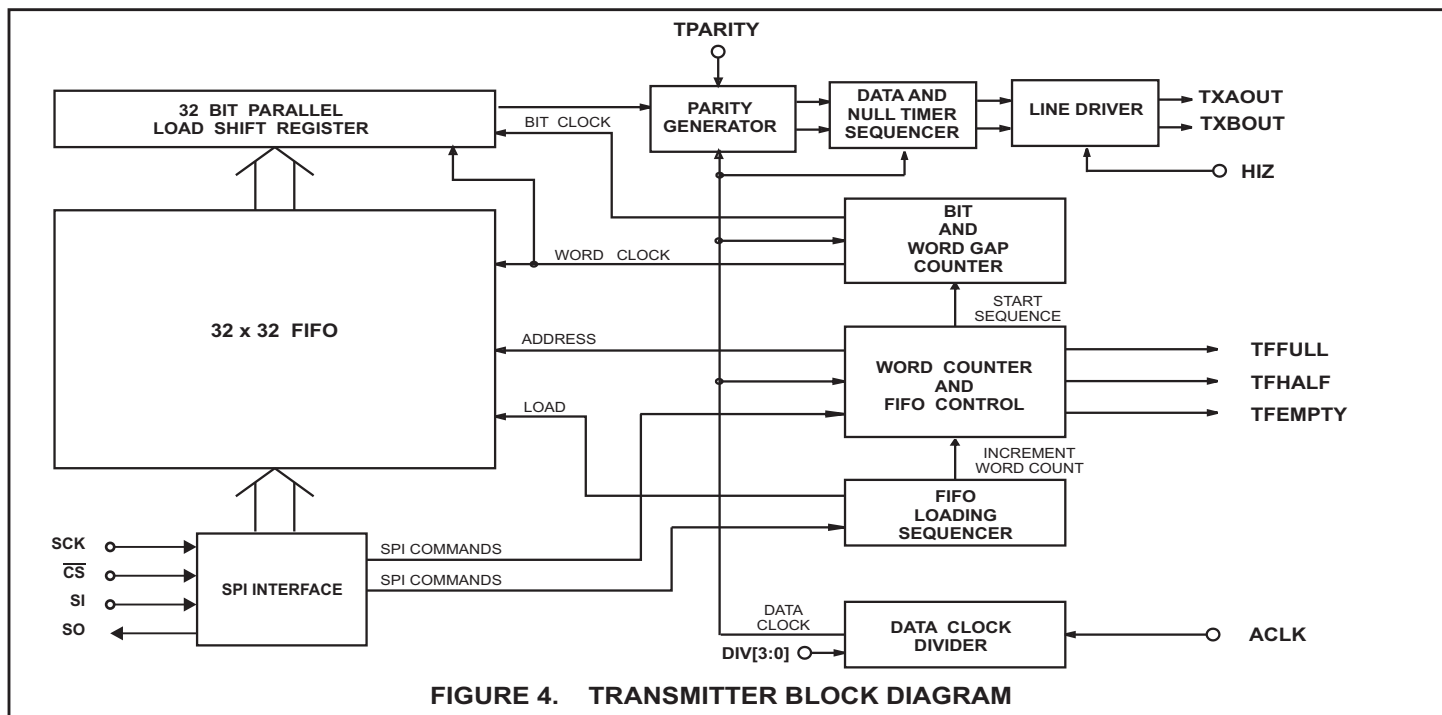 TPARITY
32 BIT PARALLEL
LOAD SHIFT REGISTER
BIT CLOCK
PARITY
GENERATOR
DATA AND
NULL TIMER
SEQUENCER
LINE DRIVER
TXAOUT
TXBOUT
HIZ
BIT
AND
WORD GAP
COUNTER
WORD CLOCK
START
SEQUENCE
32 x 32 FIFO
ADDRESS
WORD COUNTER
AND
FIFO CONTROL
TFFULL
TFHALF
TFEMPTY
LOAD
INCREMENT
WORD COUNT
FIFO
LOADING
SEQUENCER
SCK
CS
SI
SO
SPI INTERFACE
SPI COMMANDS
SPI COMMANDS
DATA
CLOCK
DIV[3:0]
DATA CLOCK
DIVIDER
ACLK
FIGURE 4. TRANSMITTER BLOCK DIAGRAM